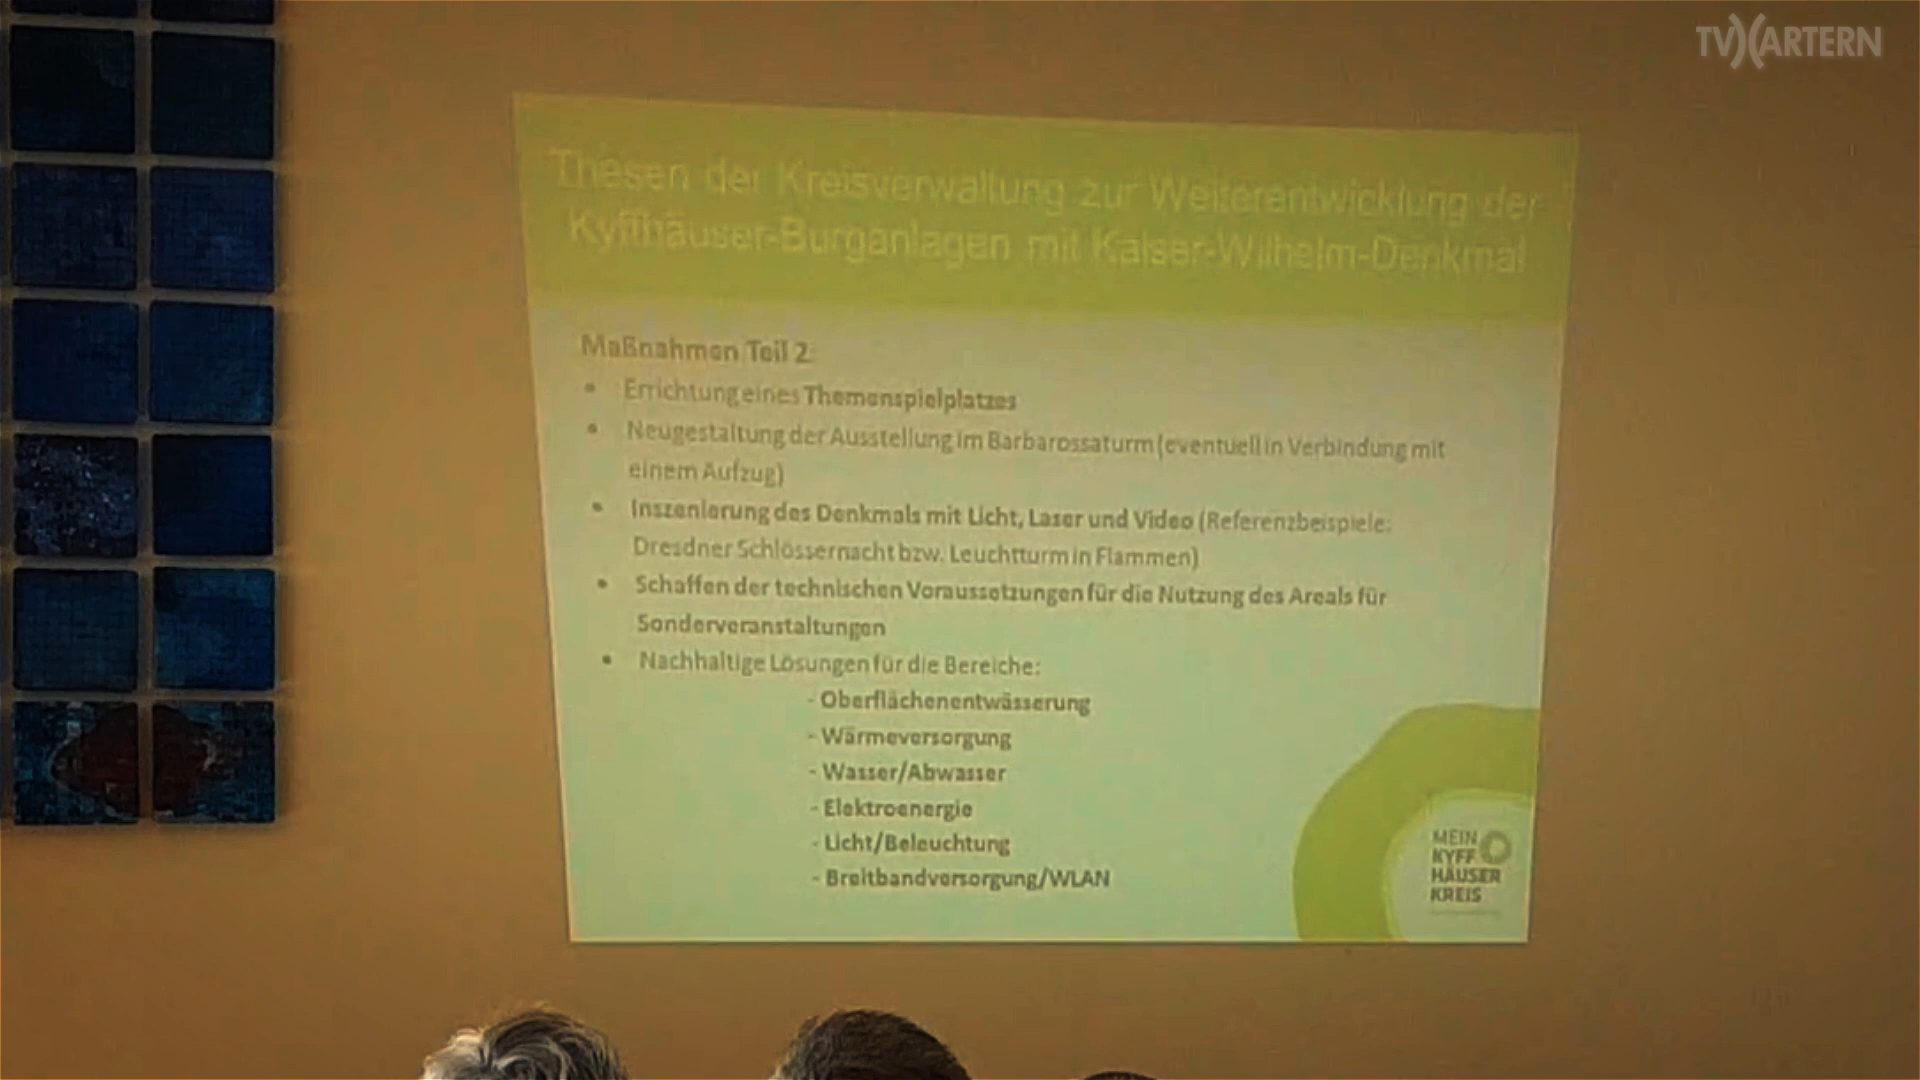 TV ARTERN
Thesen der Kreisverwaltung zur Weiterentwicklung der
Kyffhäuser-Burganlagen mit Kaiser-Wilhelm-Denkmal
Maßnahmen Teil 2:
• Errichtung eines Themenspielplatzes
• Neugestaltung der Ausstellung im Barbarossaturm (eventuell in Verbindung mit
einem Aufzug)
• Inszenierung des Denkmals mit Licht, Laser und Video (Referenzbeispiele:
Dresdner Schlössernacht bzw. Leuchtturm in Flammen)
• Schaffen der technischen Voraussetzungen für die Nutzung des Areals für
Sonderveranstaltungen
• Nachhaltige Lösungen für die Bereiche:
- Oberflächenentwässerung
- Wärmeversorgung
- Wasser/Abwasser
- Elektroenergie
- Licht/Beleuchtung
- Breitbandversorgung/WLAN
MEIN
KYFF
HÄUSER
KREIS